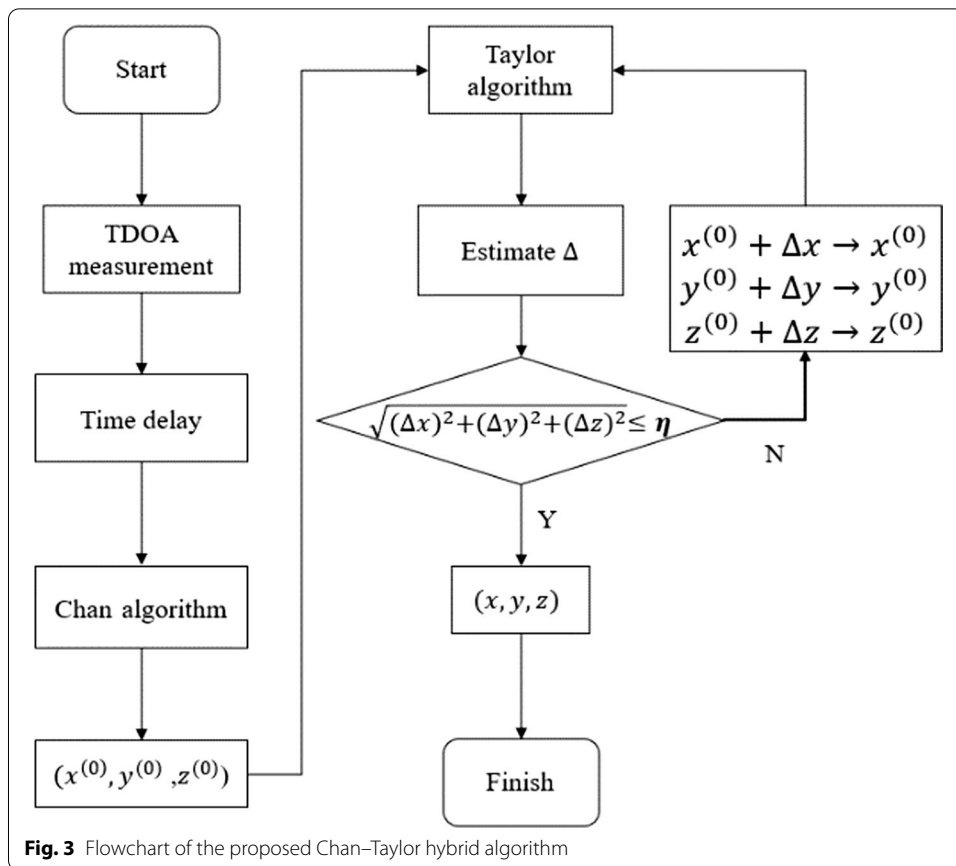 Start
TDOA
measurement
Time delay
Chan algorithm
(x⁽⁰⁾, y⁽⁰⁾ ,z⁽⁰⁾)
Taylor
algorithm
Estimate Δ
√(Δx)²+(Δy)²+(Δz)² ≤ η
N
x⁽⁰⁾ + Δx → x⁽⁰⁾
y⁽⁰⁾ + Δy → y⁽⁰⁾
z⁽⁰⁾ + Δz → z⁽⁰⁾
Y
(x, y, z)
Finish
Fig. 3 Flowchart of the proposed Chan–Taylor hybrid algorithm